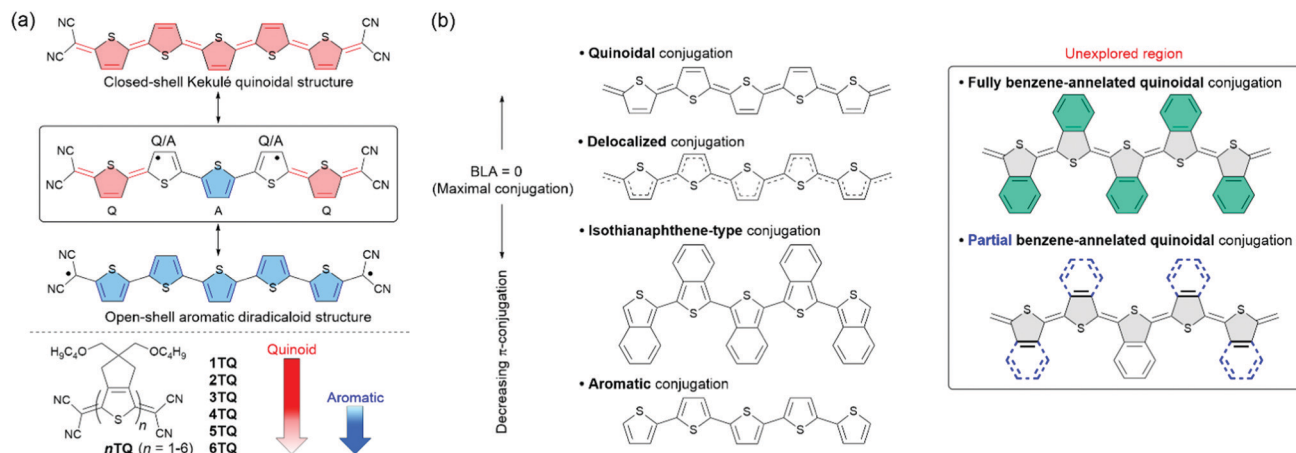 (a)
NC
CN
S
S
S
S
S
NC
CN
Closed-shell Kekulé quinoidal structure
Q/A
Q/A
NC
CN
S
S
S
S
S
NC
CN
Q
A
Q
NC
CN
S
S
S
S
S
CN
NC
Open-shell aromatic diradicaloid structure
H₉C₄O
OC₄H₉
NC
CN
S
n
NC
CN
nTQ (n = 1-6)
1TQ
2TQ
3TQ
4TQ
5TQ
6TQ
Quinoid
Aromatic
(b)
BLA = 0
(Maximal conjugation)
Decreasing π-conjugation
• Quinoidal conjugation
S
S
S
S
S
• Delocalized conjugation
S
S
S
S
S
• Isothianaphthene-type conjugation
S
S
S
S
S
• Aromatic conjugation
S
S
S
S
S
Unexplored region
• Fully benzene-annelated quinoidal conjugation
S
S
S
S
S
• Partial benzene-annelated quinoidal conjugation
S
S
S
S
S